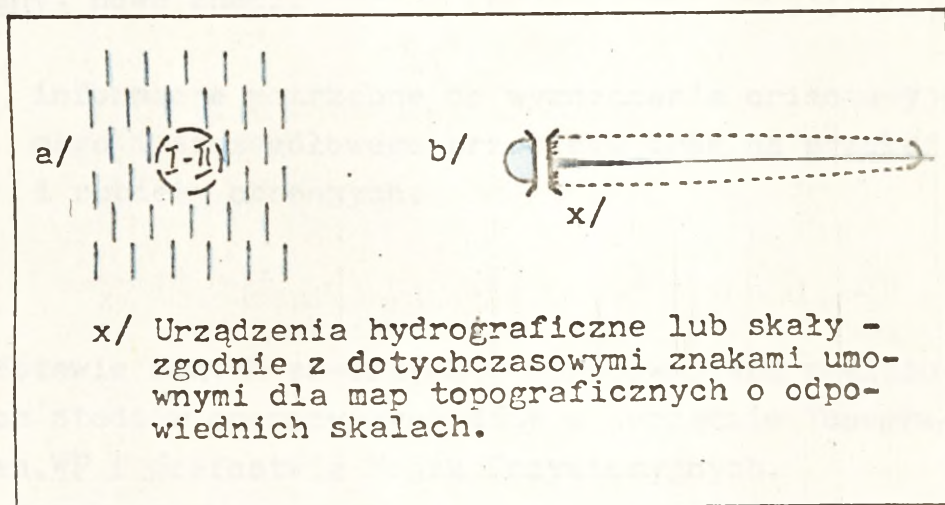 a/ I-II b/
x/
x/ Urządzenia hydrograficzne lub skały -
zgodnie z dotychczasowymi znakami umo-
wnymi dla map topograficznych o odpo-
wiednich skalach.